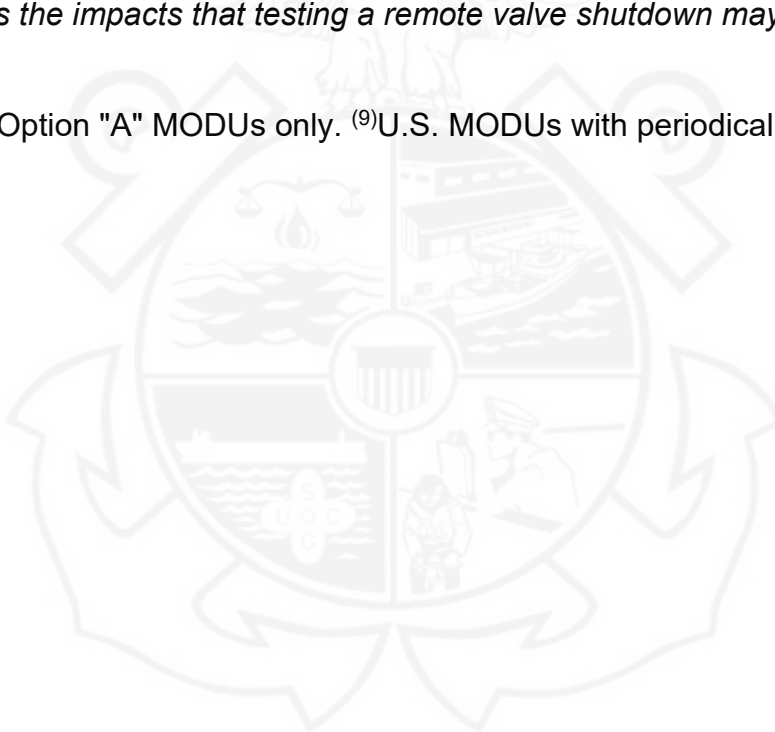 s the impacts that testing a remote valve shutdown may
Option "A" MODUs only. ⁽⁹⁾U.S. MODUs with periodical